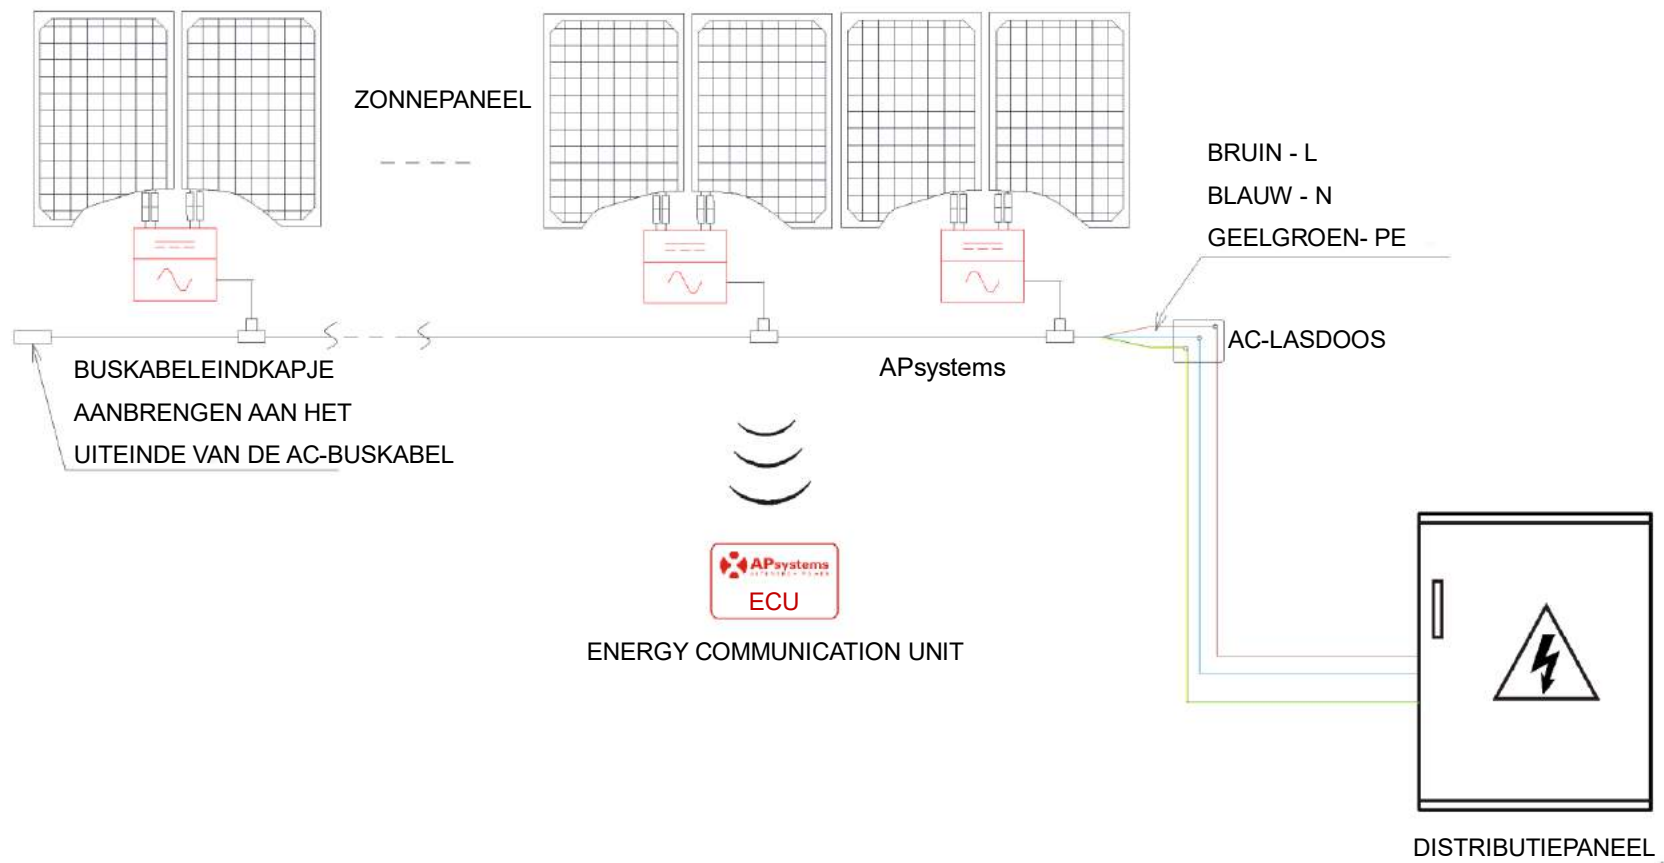 ZONNEPANEEL
BRUIN - L
BLAUW - N
GEELGROEN- PE
AC-LASDOOS
BUSKABELEINDKAPJE
AANBRENGEN AAN HET
UITEINDE VAN DE AC-BUSKABEL
APsystems
APsystems
ECU
ENERGY COMMUNICATION UNIT
DISTRIBUTIEPANEEL